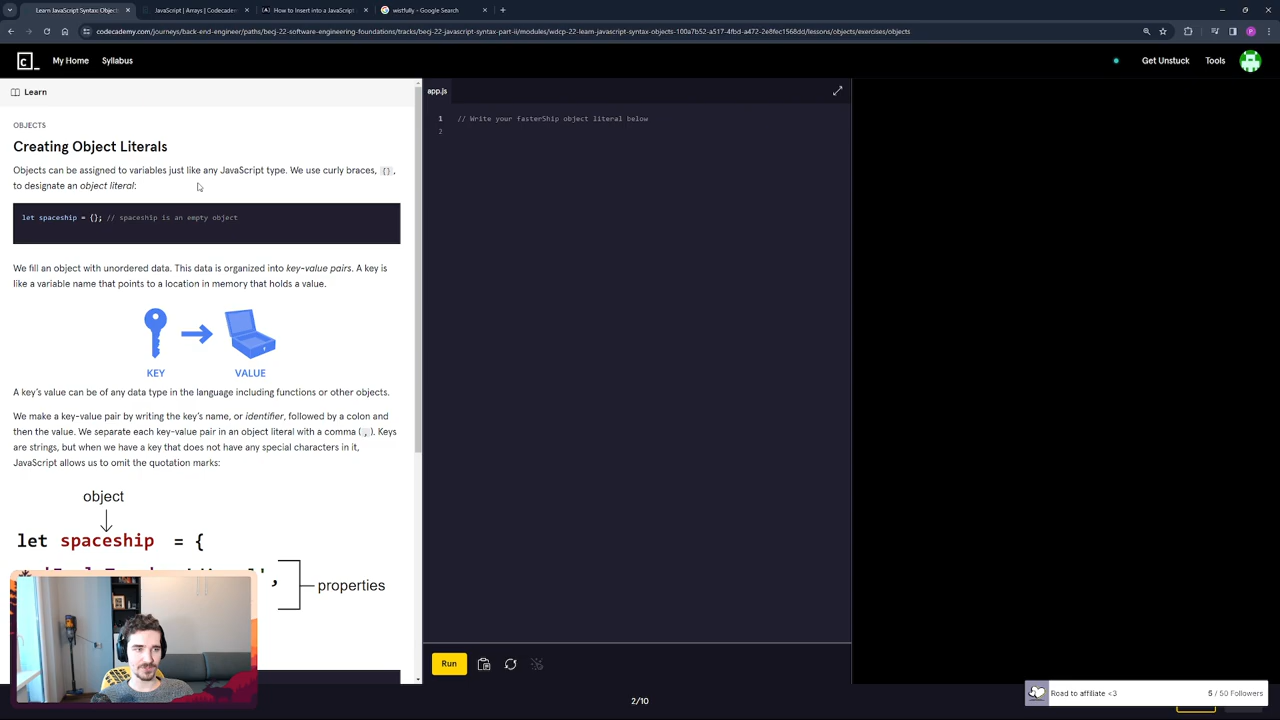 Learn JavaScript Syntax: Object
JavaScript | Arrays | Codecadem
How to Insert into a JavaScript
wistfully - Google Search
codecademy.com/journeys/back-end-engineer/paths/becj-22-software-engineering-foundations/tracks/becj-22-javascript-syntax-part-ii/modules/wdcp-22-learn-javascript-syntax-objects-100a7b52-a517-4fbd-a472-2e8fec1568dd/lessons/objects/exercises/objects
My Home
Syllabus
Get Unstuck
Tools
Learn
app.js
OBJECTS
Creating Object Literals
Objects can be assigned to variables just like any JavaScript type. We use curly braces, {},
to designate an object literal:
let spaceship = {}; // spaceship is an empty object
We fill an object with unordered data. This data is organized into key-value pairs. A key is
like a variable name that points to a location in memory that holds a value.
KEY
VALUE
A key's value can be of any data type in the language including functions or other objects.
We make a key-value pair by writing the key's name, or identifier, followed by a colon and
then the value. We separate each key-value pair in an object literal with a comma (,). Keys
are strings, but when we have a key that does not have any special characters in it,
JavaScript allows us to omit the quotation marks:
object
let spaceship = {
properties
1 // Write your fasterShip object literal below
2
Run
2/10
Road to affiliate <3
5 / 50 Followers